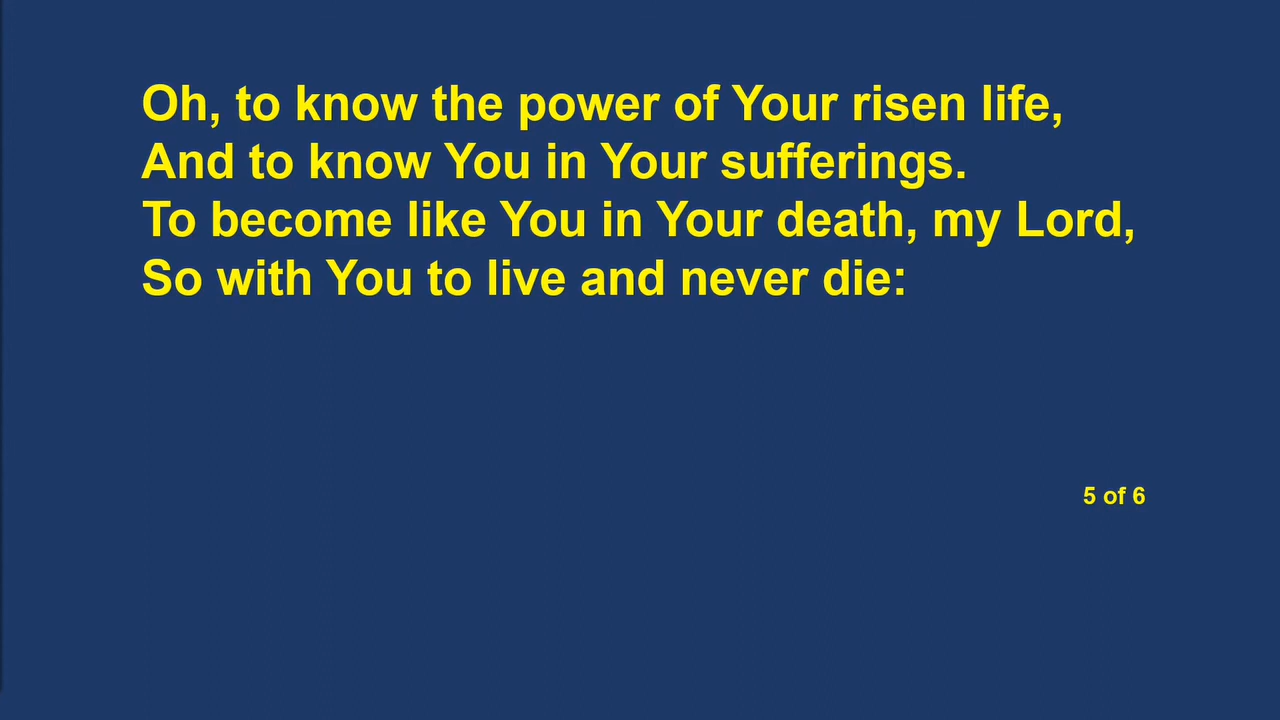 Oh, to know the power of Your risen life,
And to know You in Your sufferings.
To become like You in Your death, my Lord,
So with You to live and never die:
5 of 6